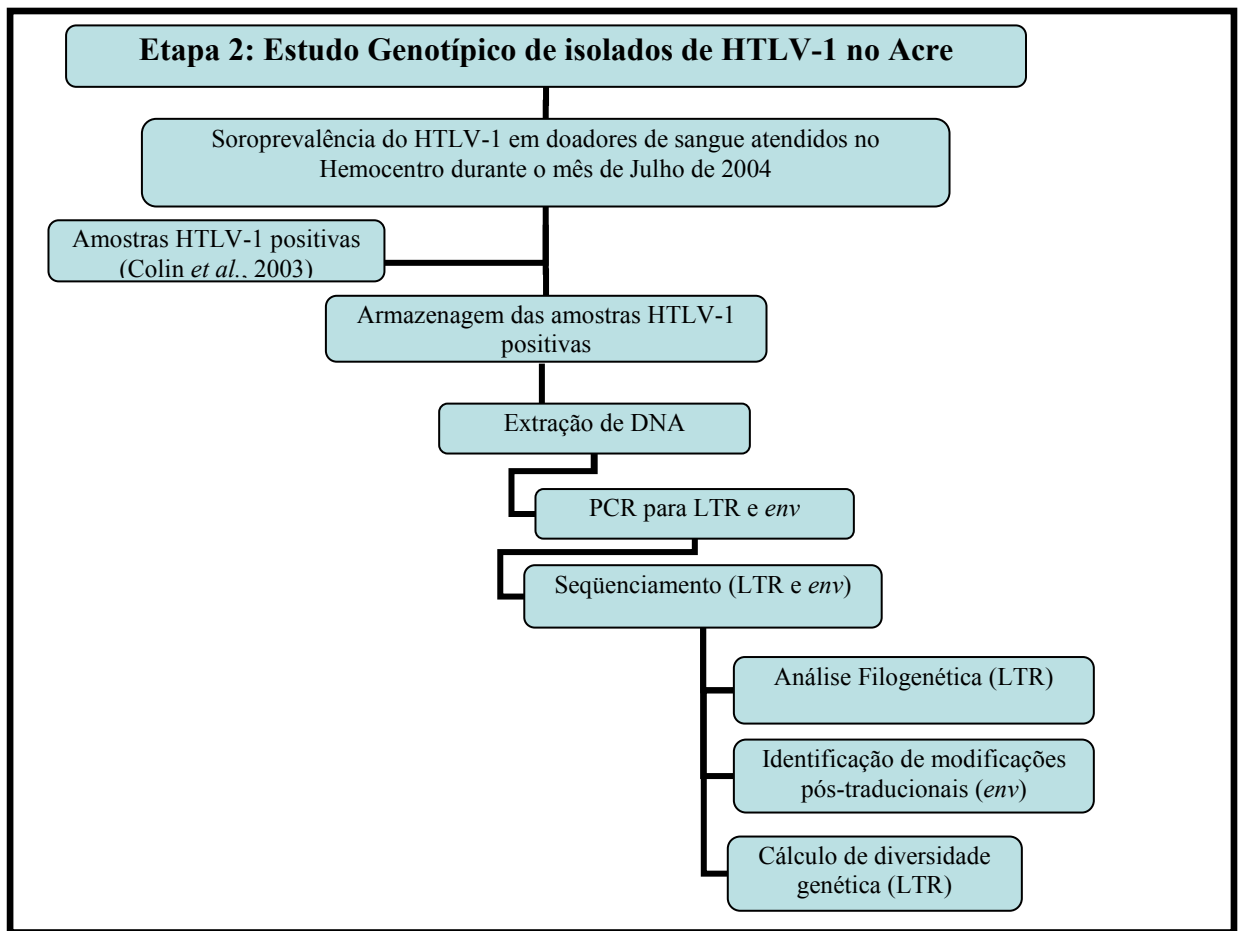 Etapa 2: Estudo Genotípico de isolados de HTLV-1 no Acre
Soroprevalência do HTLV-1 em doadores de sangue atendidos no
Hemocentro durante o mês de Julho de 2004
Amostras HTLV-1 positivas
(Colin et al., 2003)
Armazenagem das amostras HTLV-1
positivas
Extração de DNA
PCR para LTR e env
Seqüenciamento (LTR e env)
Análise Filogenética (LTR)
Identificação de modificações
pós-traducionais (env)
Cálculo de diversidade
genética (LTR)